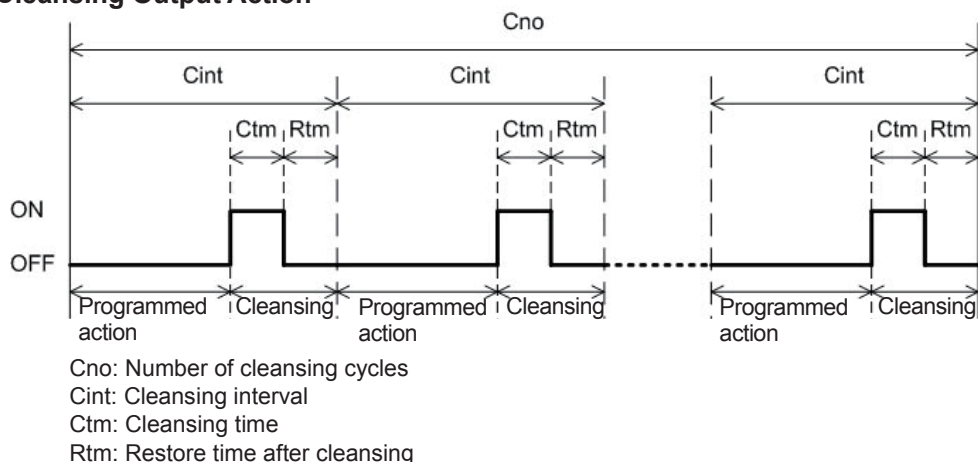 Cleansing Output Action
Cno
Cint Cint Cint
Ctm Rtm Ctm Rtm Ctm Rtm
ON
OFF
Programmed action Cleansing Programmed action Cleansing Programmed action Cleansing
Cno: Number of cleansing cycles
Cint: Cleansing interval
Ctm: Cleansing time
Rtm: Restore time after cleansing